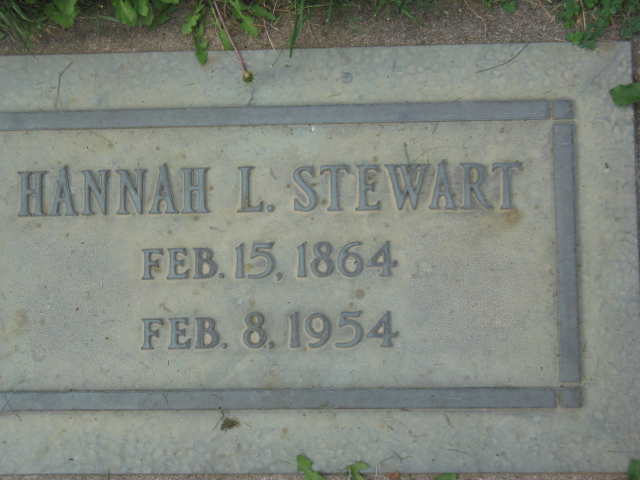 HANNAH L. STEWART
FEB. 15, 1864
FEB. 8, 1954